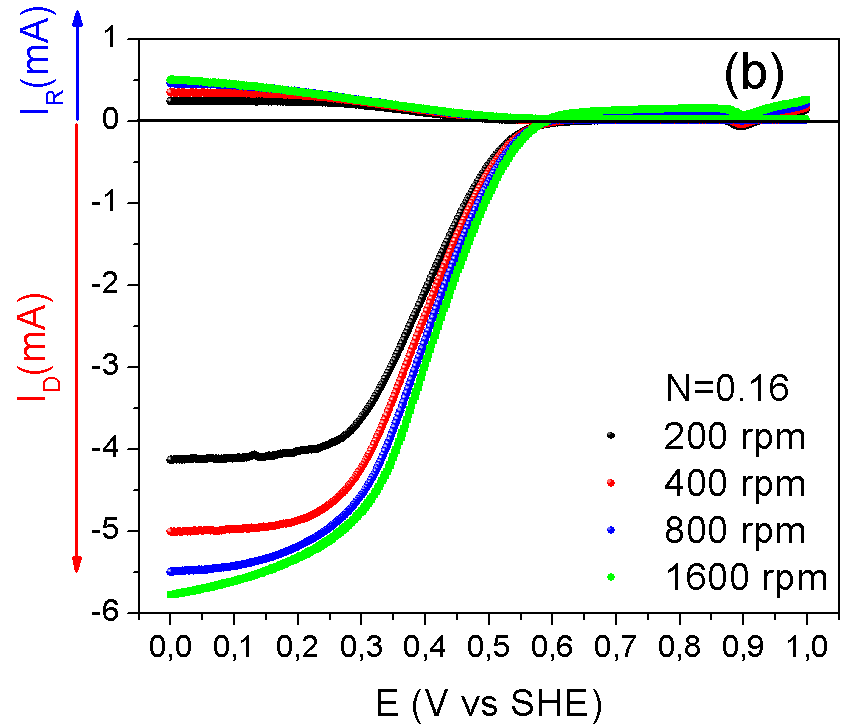 (b)
I_R(mA)
I_D(mA)
1
0
-1
-2
-3
-4
-5
-6
N=0.16
200 rpm
400 rpm
800 rpm
1600 rpm
0,0 0,1 0,2 0,3 0,4 0,5 0,6 0,7 0,8 0,9 1,0
E (V vs SHE)